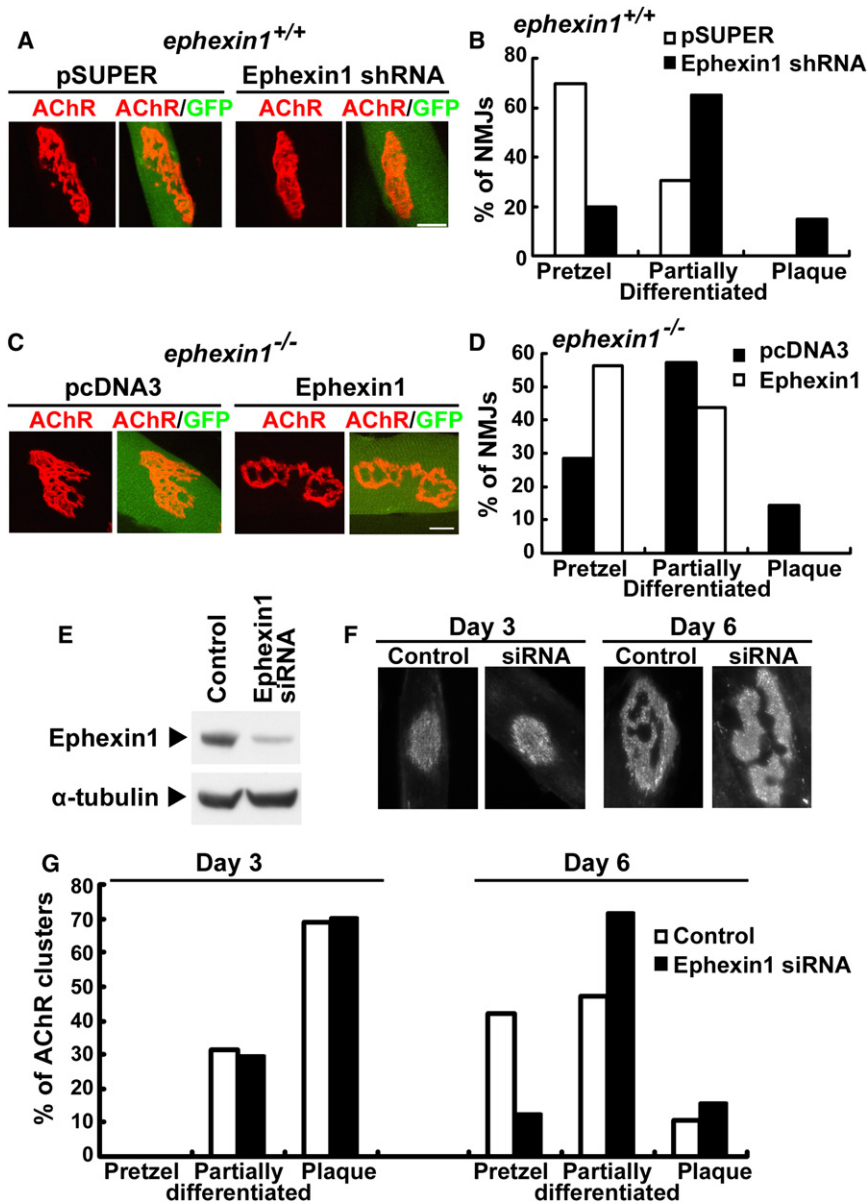 A
ephexin1+/+
pSUPER Ephexin1 shRNA
AChR AChR/GFP AChR AChR/GFP
B
ephexin1+/+
pSUPER
Ephexin1 shRNA
% of NMJs
80
60
40
20
0
Pretzel Partially Differentiated Plaque
C
ephexin1-/-
pcDNA3 Ephexin1
AChR AChR/GFP AChR AChR/GFP
D
ephexin1-/-
pcDNA3
Ephexin1
% of NMJs
60
50
40
30
20
10
0
Pretzel Partially Differentiated Plaque
E
Control
Ephexin1 siRNA
Ephexin1
α-tubulin
F
Day 3 Day 6
Control siRNA Control siRNA
G
Day 3 Day 6
Control
Ephexin1 siRNA
% of AChR clusters
80
70
60
50
40
30
20
10
0
Pretzel Partially differentiated Plaque Pretzel Partially differentiated Plaque